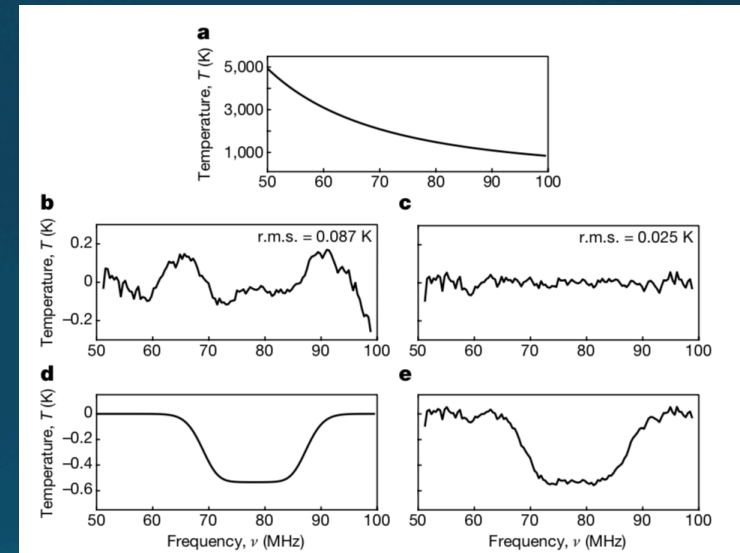 a
Temperature, T (K)
5,000
3,000
1,000
50 60 70 80 90 100
b
Temperature, T (K)
r.m.s. = 0.087 K
0.2
0
−0.2
50 60 70 80 90 100
c
r.m.s. = 0.025 K
50 60 70 80 90 100
d
Temperature, T (K)
0
−0.2
−0.4
−0.6
50 60 70 80 90 100
Frequency, ν (MHz)
e
50 60 70 80 90 100
Frequency, ν (MHz)